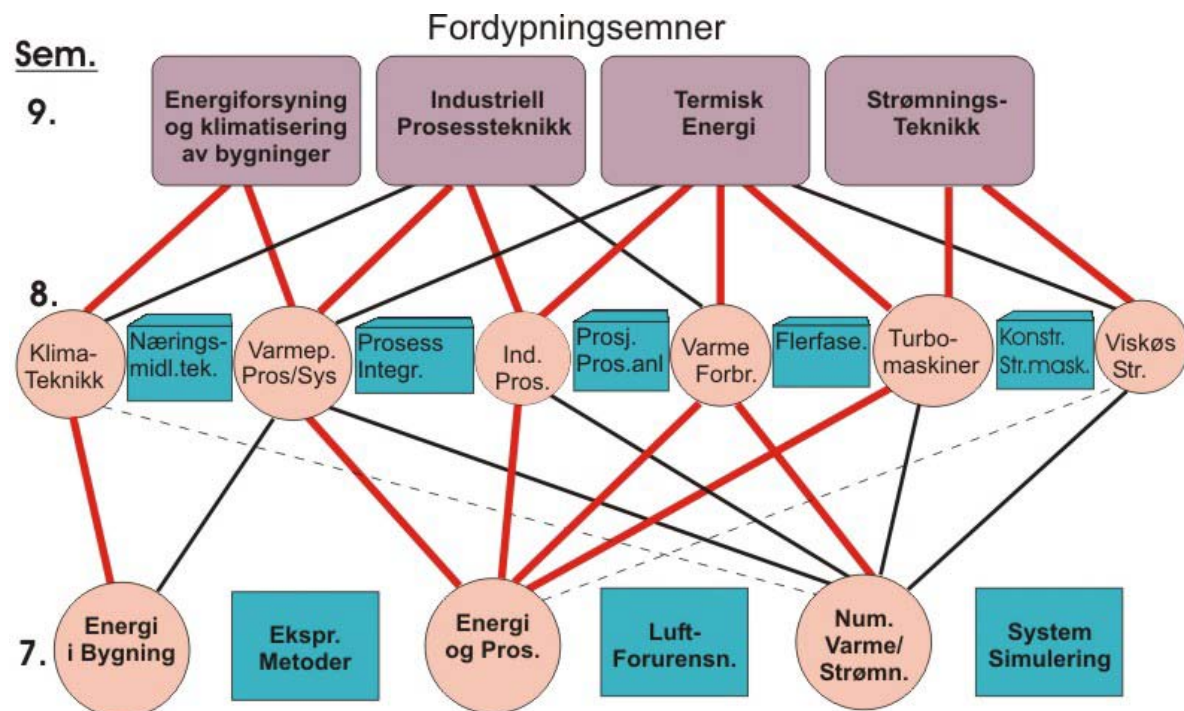 Fordypningsemner
Sem.
9.
Energiforsyning
og klimatisering
av bygninger
Industriell
Prosessteknikk
Termisk
Energi
Strømnings-
Teknikk
8.
Klima-
Teknikk
Nærings-
midl.tek.
Varmep.
Pros/Sys
Prosess
Integr.
Ind.
Pros.
Prosj.
Pros.anl
Varme
Forbr.
Flerfase.
Turbo-
maskiner
Konstr.
Str.mask.
Viskøs
Str.
7.
Energi
i Bygning
Ekspr.
Metoder
Energi
og Pros.
Luft-
Forurensn.
Num.
Varme/
Strømn.
System
Simulering